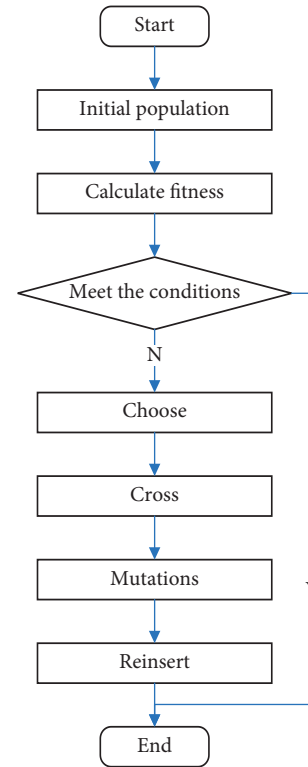 Start
Initial population
Calculate fitness
Meet the conditions
N
Choose
Cross
Mutations
Reinsert
End